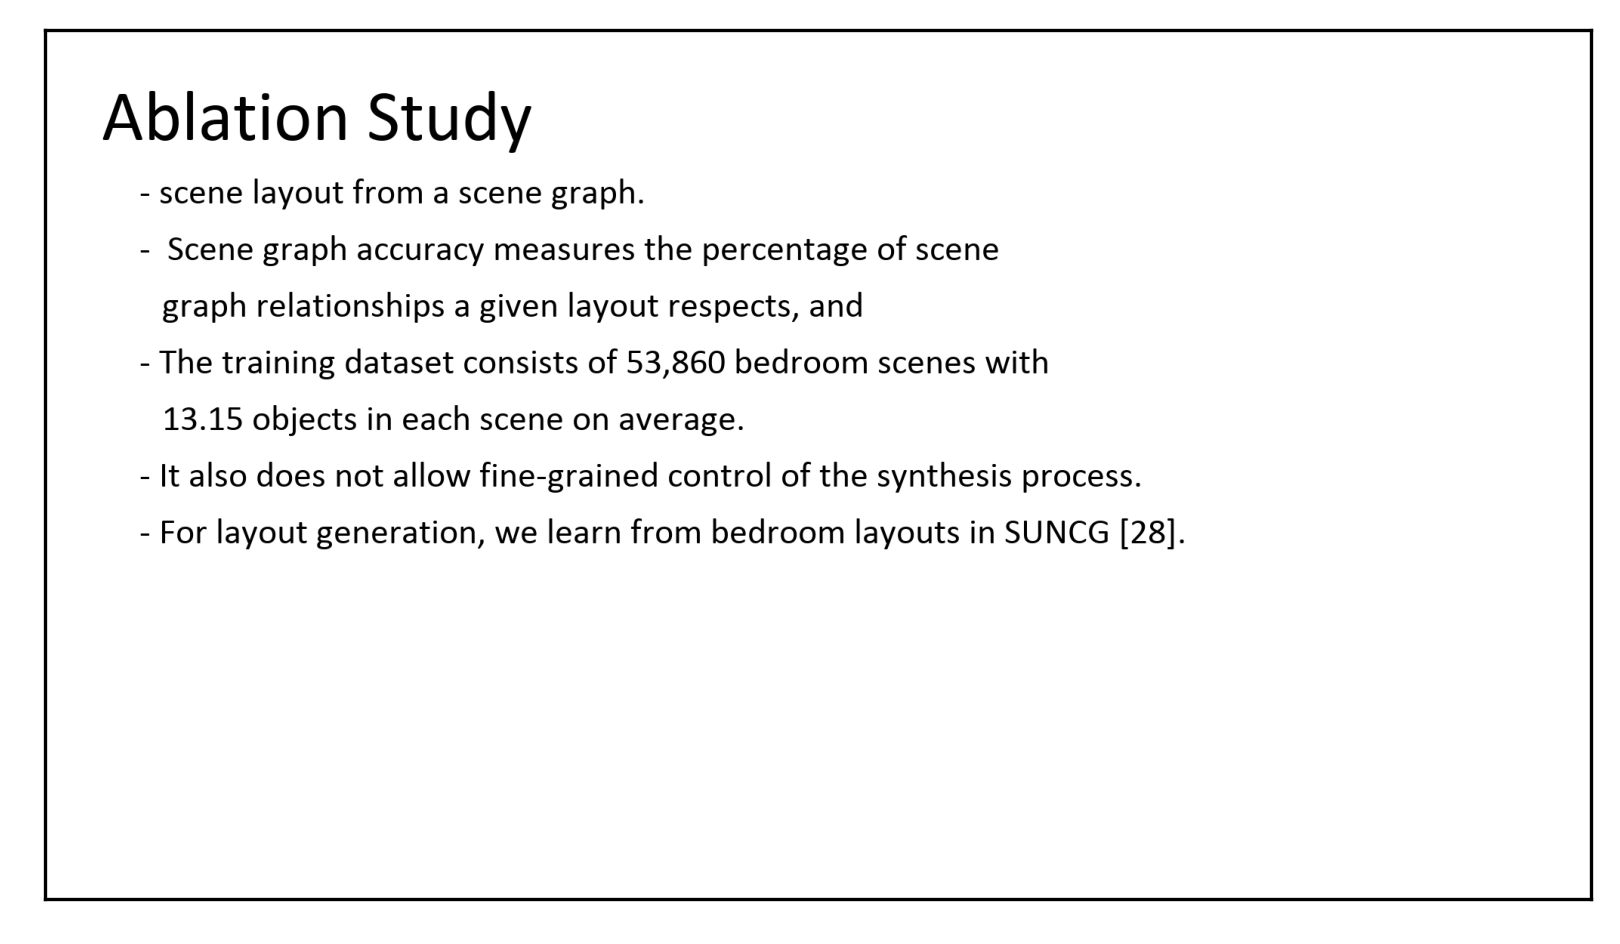 Ablation Study
- scene layout from a scene graph.
-  Scene graph accuracy measures the percentage of scene
graph relationships a given layout respects, and
- The training dataset consists of 53,860 bedroom scenes with
13.15 objects in each scene on average.
- It also does not allow fine-grained control of the synthesis process.
- For layout generation, we learn from bedroom layouts in SUNCG [28].